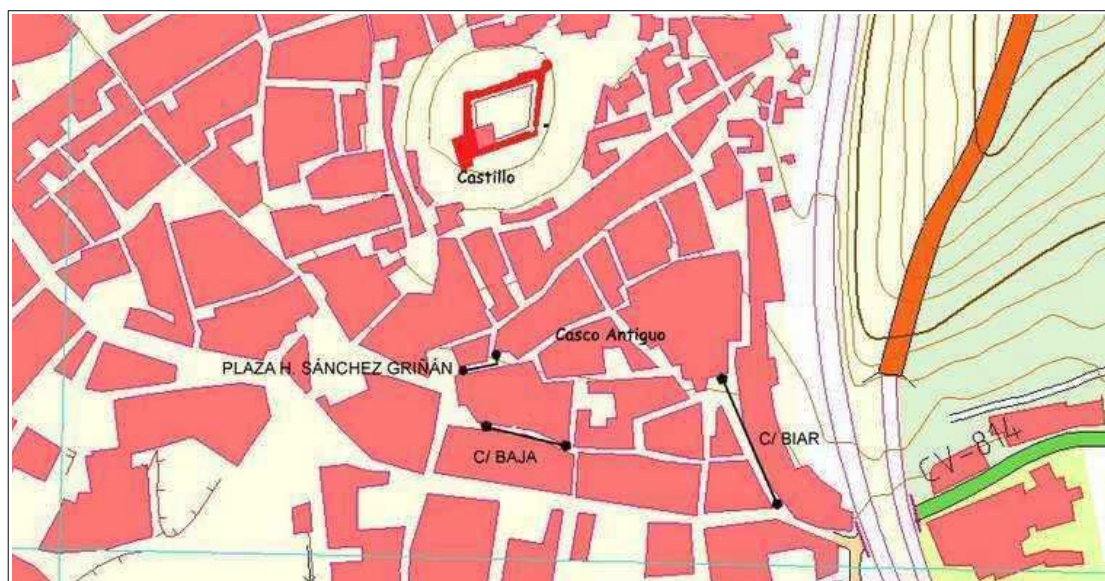 Castillo
Casco Antiguo
PLAZA H. SÁNCHEZ GRIÑÁN
C/ BAJA
C/ BIAR
CV-814